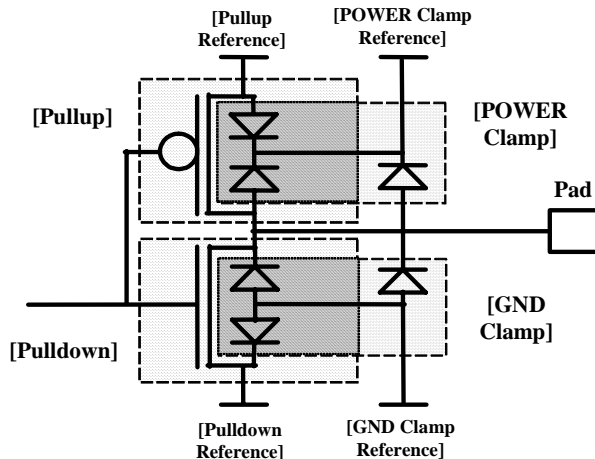 [Pullup
Reference]
[POWER Clamp
Reference]
[Pullup]
[POWER
Clamp]
Pad
[GND
Clamp]
[Pulldown]
[Pulldown
Reference]
[GND Clamp
Reference]